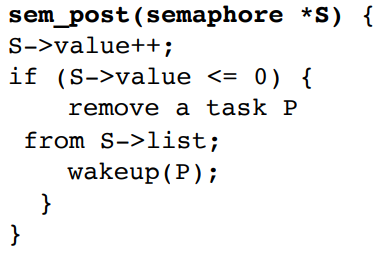 sem_post(semaphore *S) {
S->value++;
if (S->value <= 0) {
    remove a task P
 from S->list;
    wakeup(P);
  }
}